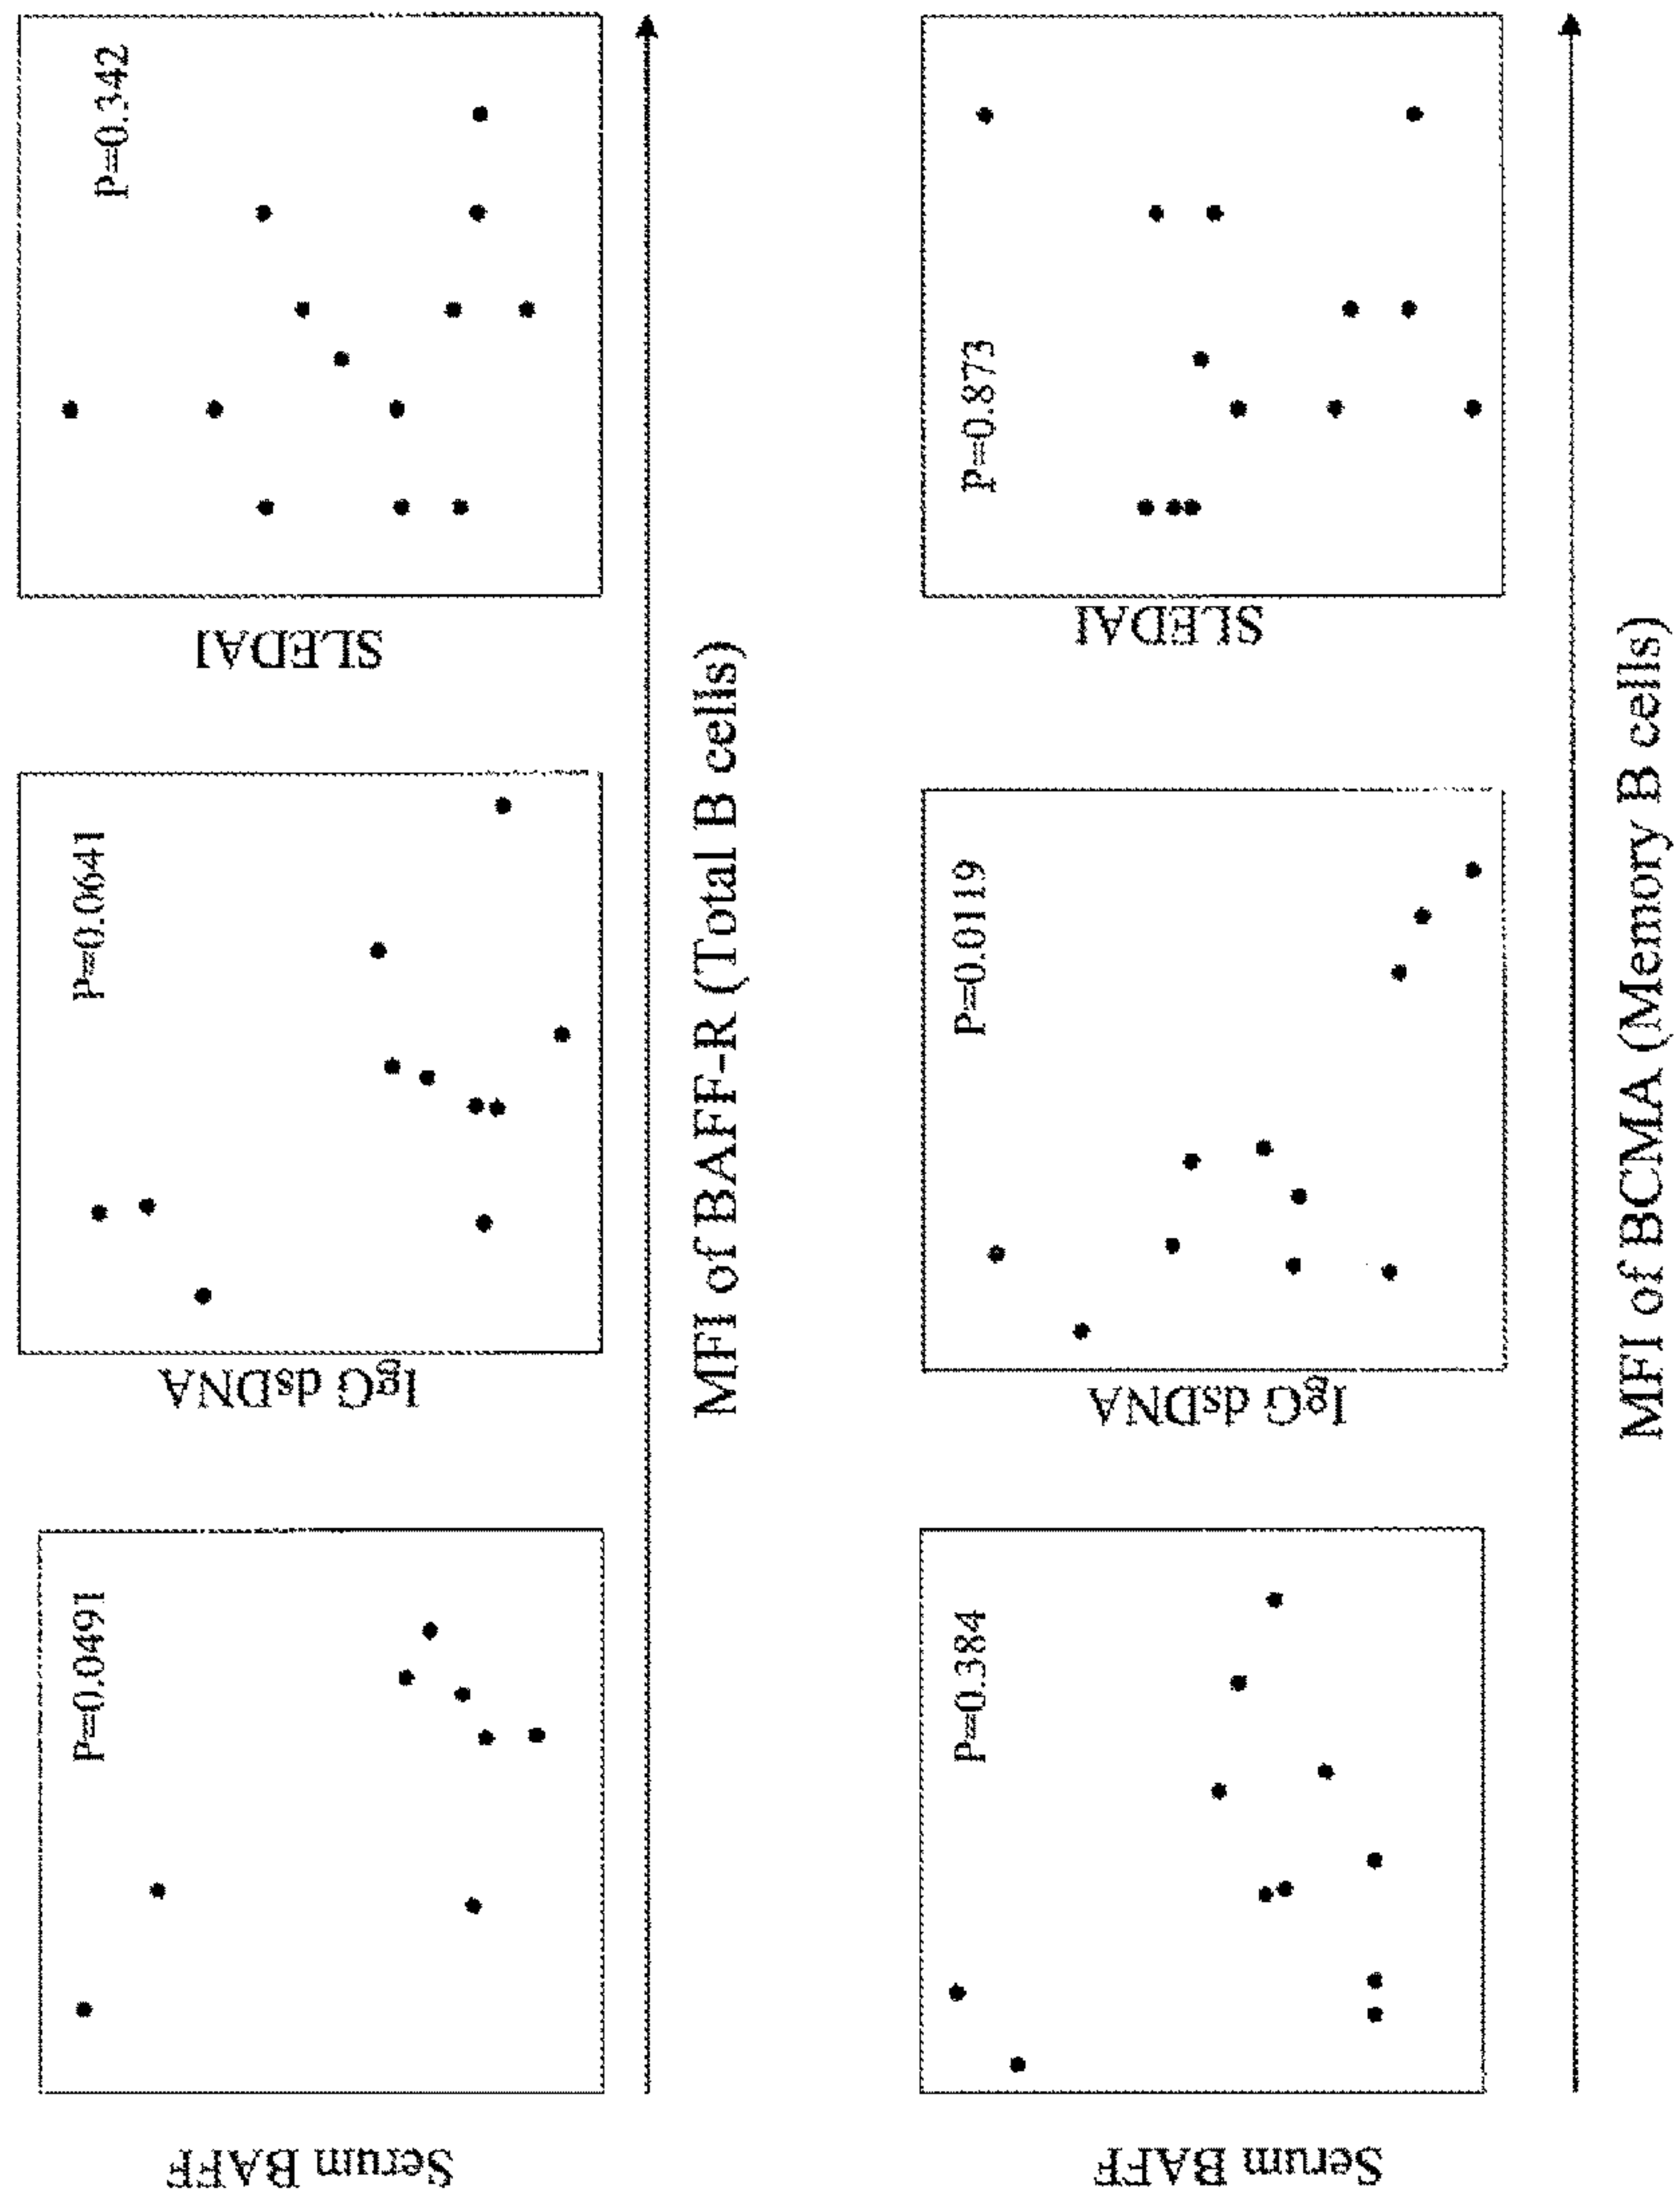 Serum BAFF
P=0.0491
IgG dsDNA
P=0.0641
SLEDAI
P=0.342
MFI of BAFF-R (Total B cells)
Serum BAFF
P=0.384
IgG dsDNA
P=0.0119
SLEDAI
P=0.873
MFI of BCMA (Memory B cells)